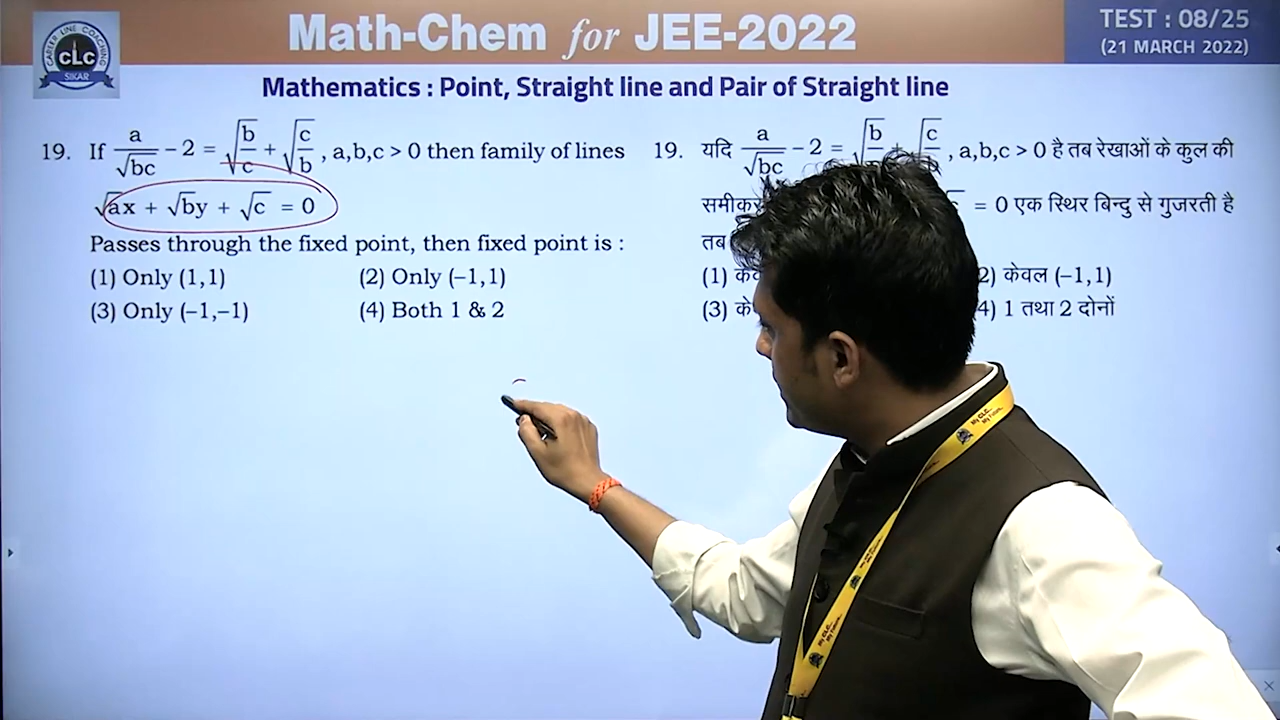 CAREER LINE COACHING
CLC
SIKAR
Math-Chem for JEE-2022
TEST : 08/25
(21 MARCH 2022)
Mathematics : Point, Straight line and Pair of Straight line
19. If a/√bc − 2 = √(b/c) + √(c/b) , a,b,c > 0 then family of lines
√ax + √by + √c = 0
Passes through the fixed point, then fixed point is :
(1) Only (1,1) (2) Only (−1,1)
(3) Only (−1,−1) (4) Both 1 & 2
19. यदि a/√bc − 2 = √b + √(c/b) , a,b,c > 0 है तब रेखाओं के कुल की
= 0 एक स्थिर बिन्दु से गुजरती है
तब
(1) 2) केवल (−1,1)
(3) 4) 1 तथा 2 दोनों
My CLC...
My Future...